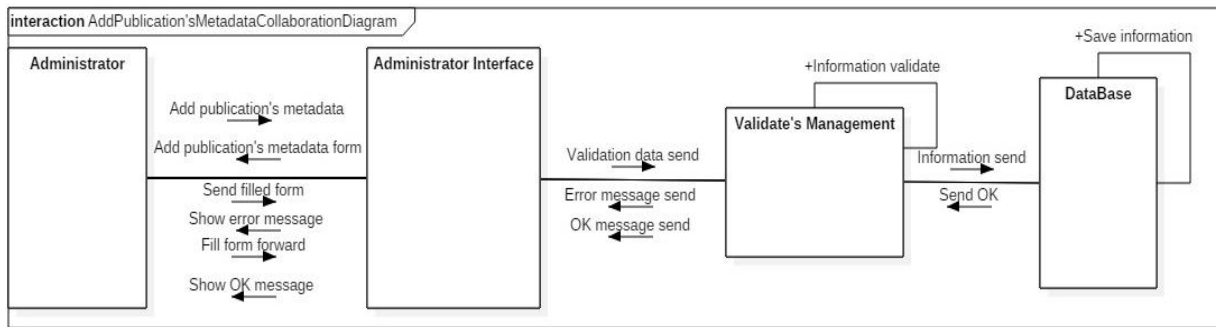 interaction AddPublication'sMetadataCollaborationDiagram
Administrator
Administrator Interface
Validate's Management
DataBase
Add publication's metadata
Add publication's metadata form
Send filled form
Show error message
Fill form forward
Show OK message
Validation data send
Error message send
OK message send
+Information validate
Information send
Send OK
+Save information